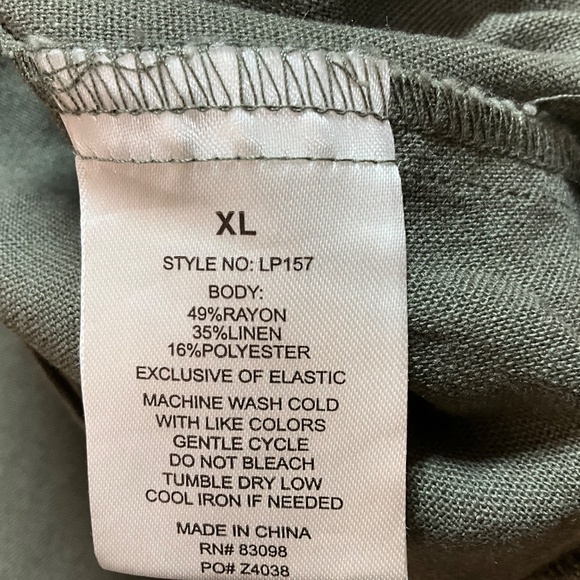 XL
STYLE NO: LP157
BODY:
49%RAYON
35%LINEN
16%POLYESTER
EXCLUSIVE OF ELASTIC
MACHINE WASH COLD
WITH LIKE COLORS
GENTLE CYCLE
DO NOT BLEACH
TUMBLE DRY LOW
COOL IRON IF NEEDED
MADE IN CHINA
RN# 83098
PO# Z4038